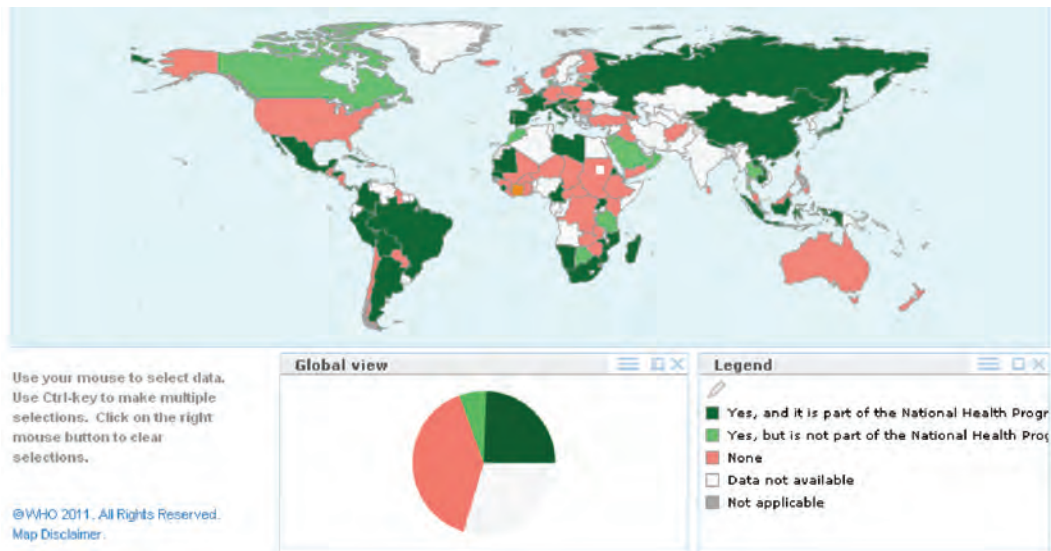 Use your mouse to select data.
Use Ctrl-key to make multiple
selections. Click on the right
mouse button to clear
selections.
©WHO 2011. All Rights Reserved.
Map Disclaimer.
Global view
Legend
Yes, and it is part of the National Health Progr
Yes, but is not part of the National Health Prog
None
Data not available
Not applicable